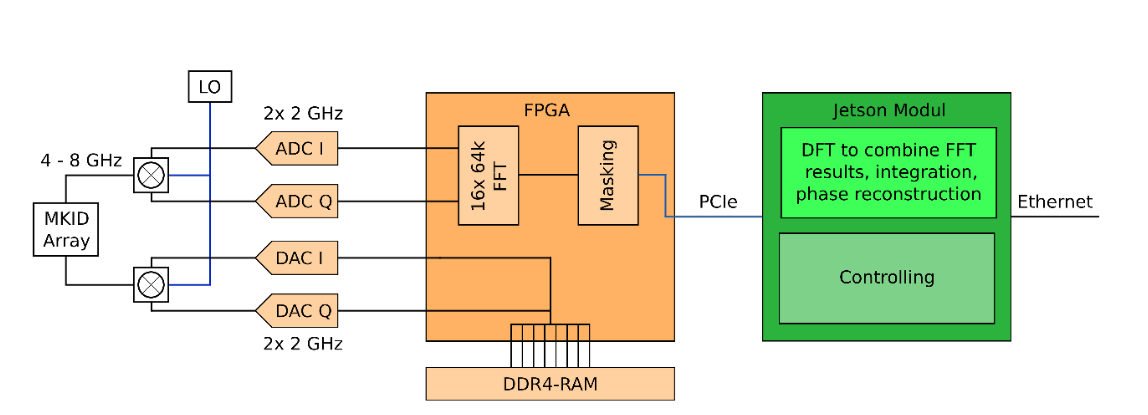 LO
2x 2 GHz
FPGA
Jetson Modul
4 - 8 GHz
ADC I
16x 64k
FFT
Masking
DFT to combine FFT
results, integration,
phase reconstruction
ADC Q
PCIe
Ethernet
MKID
Array
DAC I
Controlling
DAC Q
2x 2 GHz
DDR4-RAM